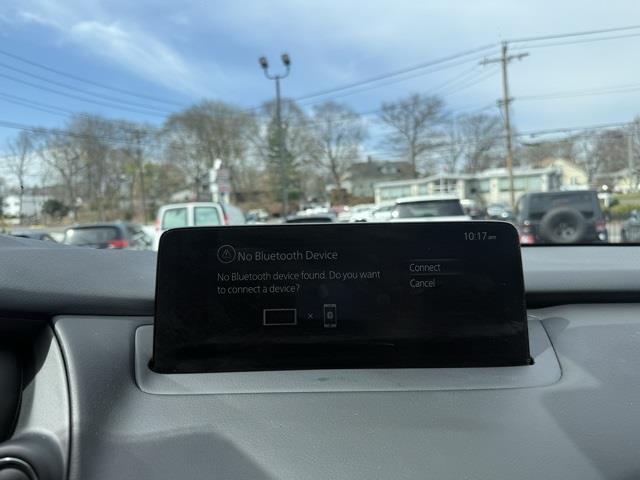 10:17 am
No Bluetooth Device
No Bluetooth device found. Do you want
to connect a device?
Connect
Cancel